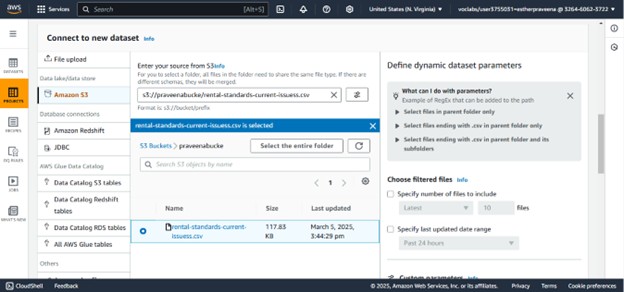 aws
Services
Search
[Alt+S]
United States (N. Virginia)
voclabs/user3755031=estherpraveena @ 3264-6062-3722
Connect to new dataset Info
File upload
Data lake/data store
Amazon S3
Database connections
Amazon Redshift
JDBC
AWS Glue Data Catalog
Data Catalog S3 tables
Data Catalog Redshift
tables
Data Catalog RDS tables
All AWS Glue tables
Others
DATASETS
PROJECTS
RECIPES
DQ RULES
JOBS
WHAT'S NEW
Enter your source from S3 Info
For you to select a folder, all files in the folder need to share the same file type. If there are
different schemas, they will be merged
s3://praveenabucke/rental-standards-current-issuess.csv
Format is: s3://bucket/prefix
rental-standards-current-issuess.csv is selected
S3 Buckets > praveenabucke
Select the entire folder
Search S3 objects by name
1
Name
Size
Last updated
rental-standards-current-
issuess.csv
117.83
KB
March 5, 2025,
3:44:29 pm
Define dynamic dataset parameters
What can I do with parameters?
Example of RegEx that can be added to the path
Select files in parent folder only
Select files ending with .csv in parent folder only
Select files ending with .csv in parent folder and its
subfolders
Choose filtered files Info
Specify number of files to include
Latest
10
files
Specify last updated date range
Past 24 hours
Custom parameters Info
CloudShell
Feedback
© 2025, Amazon Web Services, Inc. or its affiliates.
Privacy
Terms
Cookie preferences